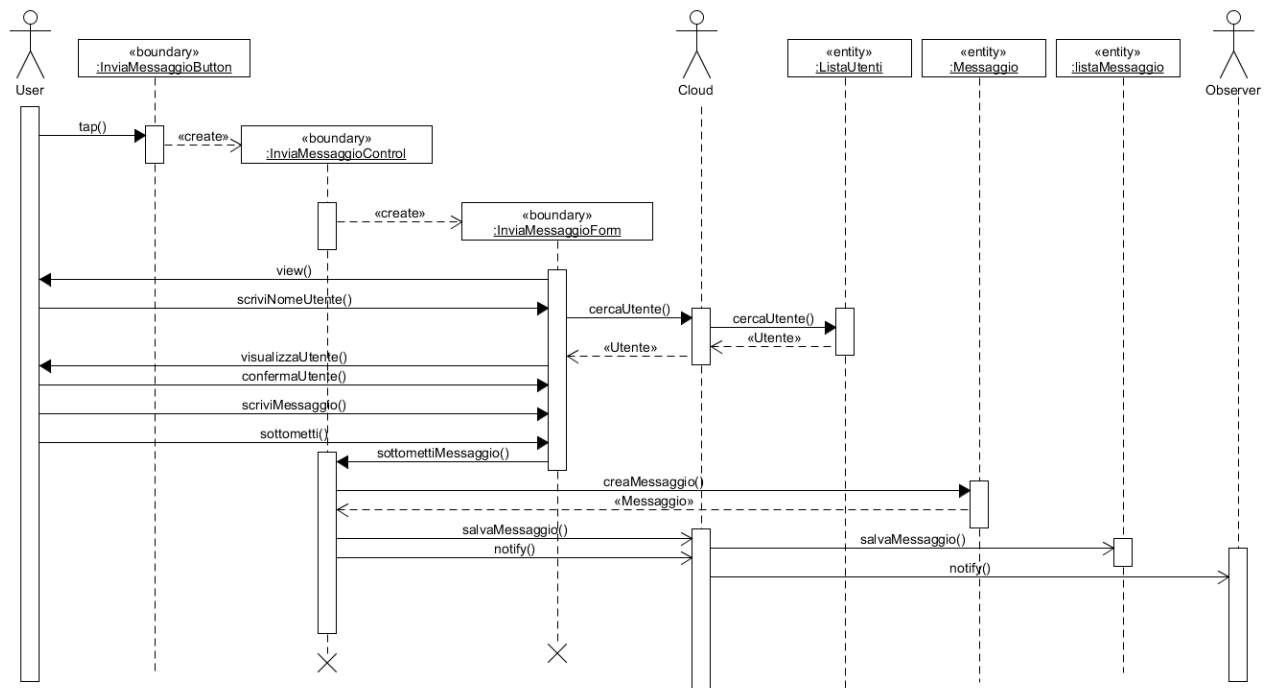 «boundary»
:InviaMessaggioButton
«entity»
:ListaUtenti
«entity»
:Messaggio
«entity»
:listaMessaggio
User
Cloud
Observer
tap()
«create»
«boundary»
:InviaMessaggioControl
«create»
«boundary»
:InviaMessaggioForm
view()
scriviNomeUtente()
cercaUtente()
cercaUtente()
«Utente»
«Utente»
visualizzaUtente()
confermaUtente()
scriviMessaggio()
sottometti()
sottomettiMessaggio()
creaMessaggio()
«Messaggio»
salvaMessaggio()
salvaMessaggio()
notify()
notify()